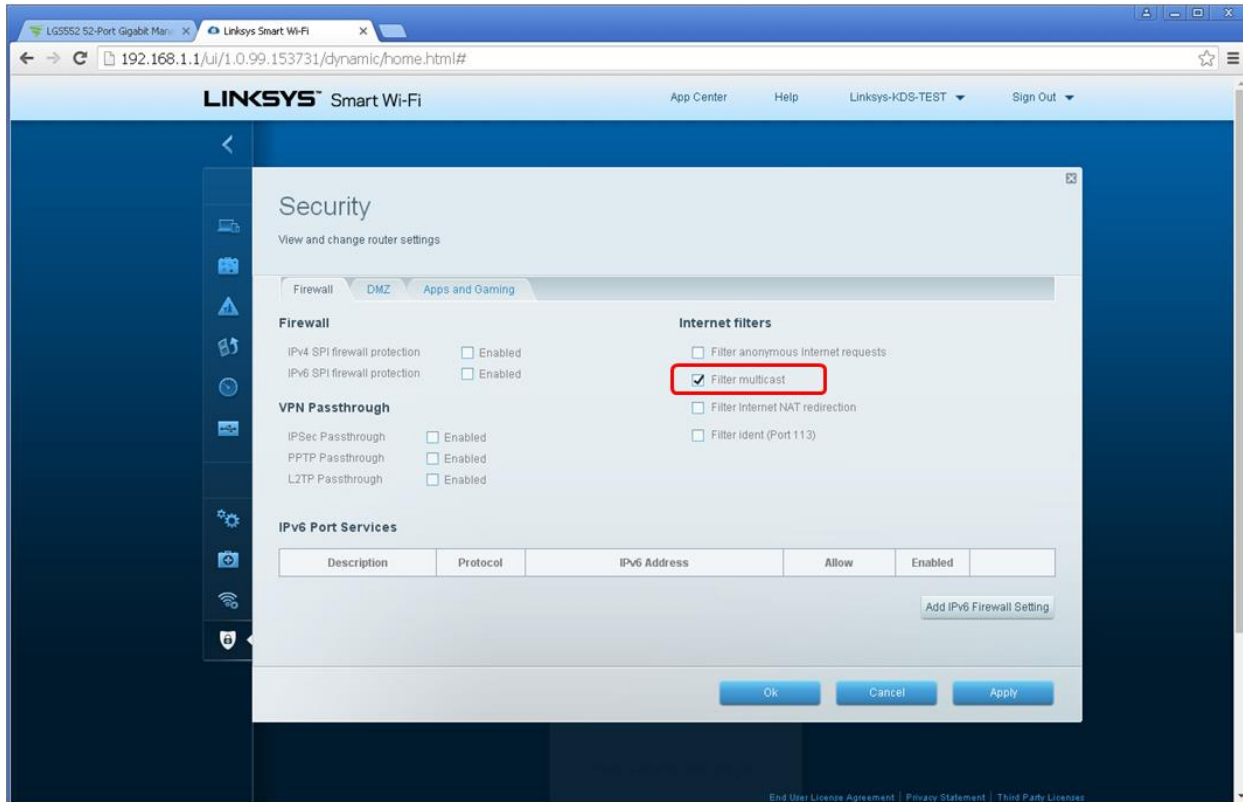 LGS552 52-Port Gigabit Man
Linksys Smart Wi-Fi
192.168.1.1/ui/1.0.99.153731/dynamic/home.html#
LINKSYS™ Smart Wi-Fi
App Center Help Linksys-KDS-TEST Sign Out
Security
View and change router settings
Firewall DMZ Apps and Gaming
Firewall
IPv4 SPI firewall protection Enabled
IPv6 SPI firewall protection Enabled
VPN Passthrough
IPSec Passthrough Enabled
PPTP Passthrough Enabled
L2TP Passthrough Enabled
Internet filters
Filter anonymous Internet requests
Filter multicast
Filter Internet NAT redirection
Filter ident (Port 113)
IPv6 Port Services
Description Protocol IPv6 Address Allow Enabled
Add IPv6 Firewall Setting
Ok Cancel Apply
End User License Agreement | Privacy Statement | Third Party Licenses